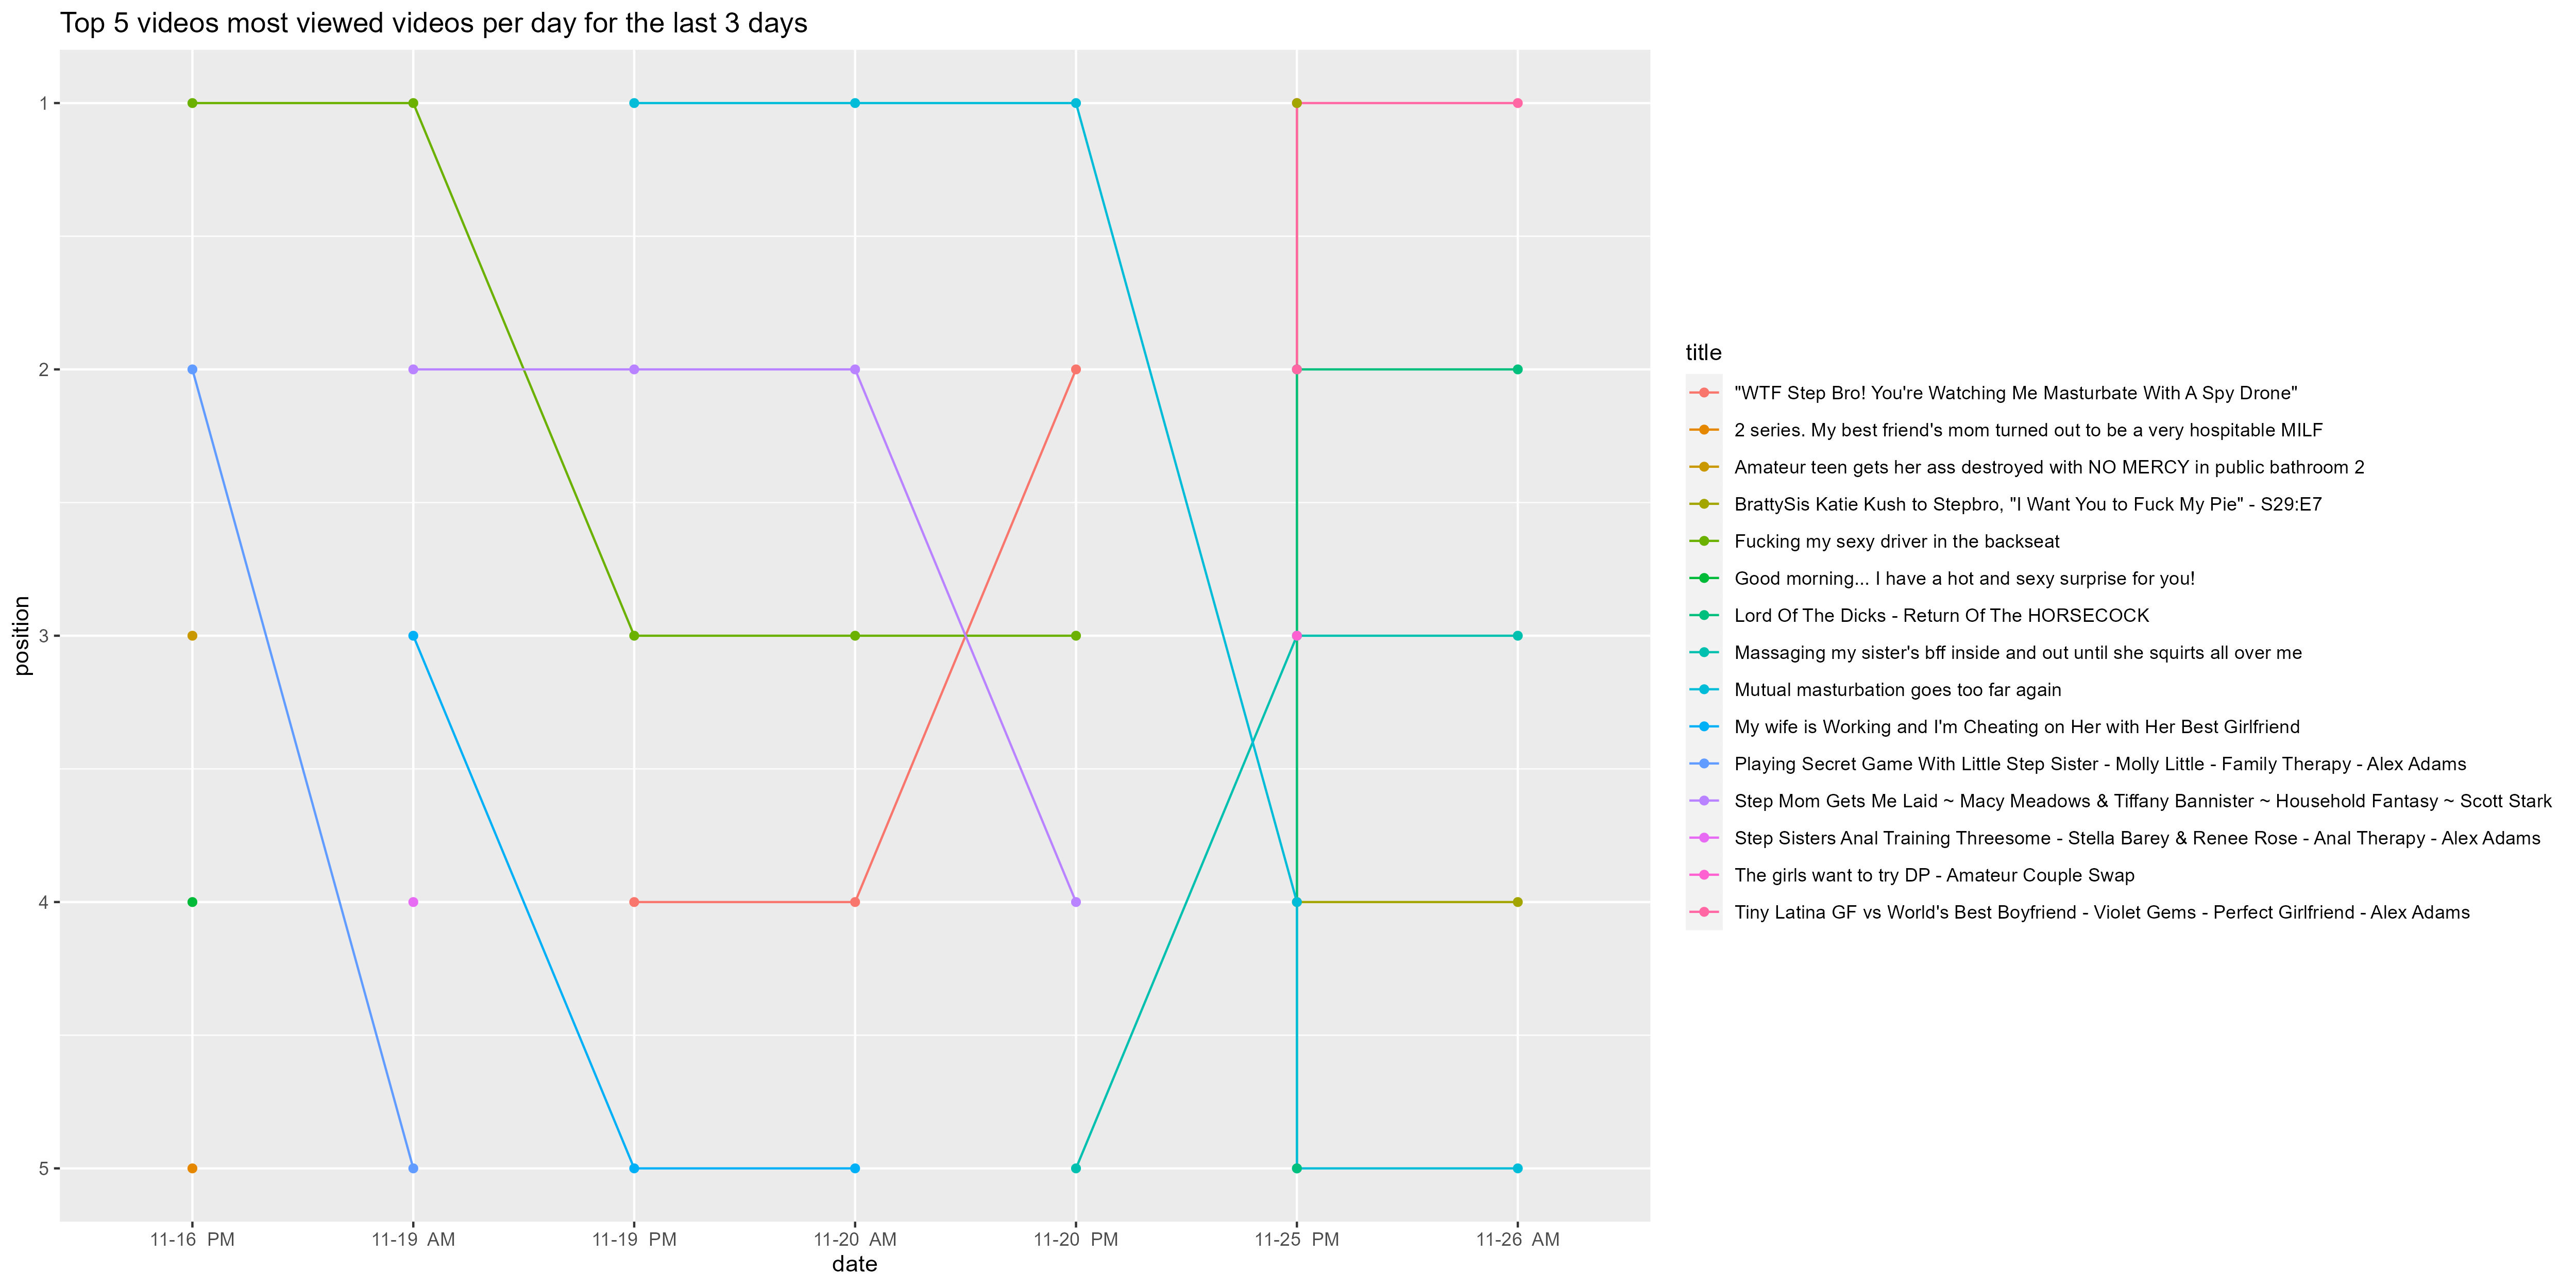 Top 5 videos most viewed videos per day for the last 3 days
position
1
2
3
4
5
11-16 PM
11-19 AM
11-19 PM
11-20 AM
11-20 PM
11-25 PM
11-26 AM
date
title
"WTF Step Bro! You're Watching Me Masturbate With A Spy Drone"
2 series. My best friend's mom turned out to be a very hospitable MILF
Amateur teen gets her ass destroyed with NO MERCY in public bathroom 2
BrattySis Katie Kush to Stepbro, "I Want You to Fuck My Pie" - S29:E7
Fucking my sexy driver in the backseat
Good morning... I have a hot and sexy surprise for you!
Lord Of The Dicks - Return Of The HORSECOCK
Massaging my sister's bff inside and out until she squirts all over me
Mutual masturbation goes too far again
My wife is Working and I'm Cheating on Her with Her Best Girlfriend
Playing Secret Game With Little Step Sister - Molly Little - Family Therapy - Alex Adams
Step Mom Gets Me Laid ~ Macy Meadows & Tiffany Bannister ~ Household Fantasy ~ Scott Stark
Step Sisters Anal Training Threesome - Stella Barey & Renee Rose - Anal Therapy - Alex Adams
The girls want to try DP - Amateur Couple Swap
Tiny Latina GF vs World's Best Boyfriend - Violet Gems - Perfect Girlfriend - Alex Adams